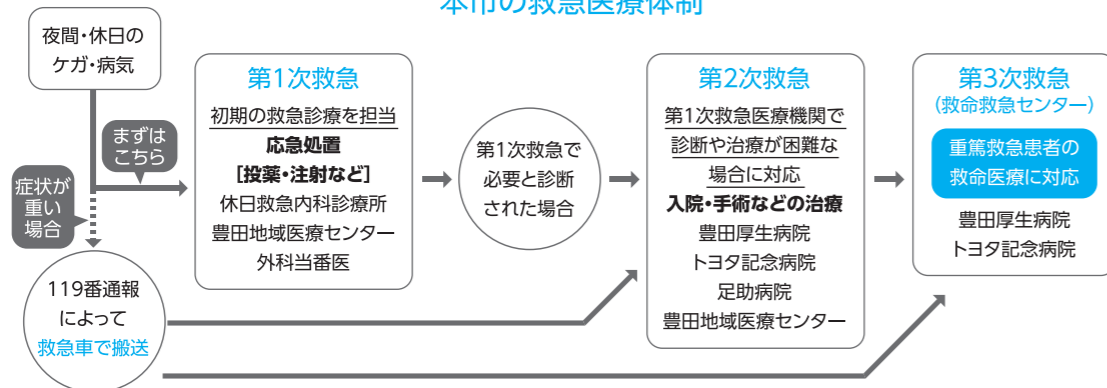 本市の救急医療体制
夜間・休日の
ケガ・病気
まずは
こちら
症状が
重い
場合
119番通報
によって
救急車で搬送
第1次救急
初期の救急診療を担当
応急処置
[投薬・注射など]
休日救急内科診療所
豊田地域医療センター
外科当番医
第1次救急で
必要と診断
された場合
第2次救急
第1次救急医療機関で
診断や治療が困難な
場合に対応
入院・手術などの治療
豊田厚生病院
トヨタ記念病院
足助病院
豊田地域医療センター
第3次救急
(救命救急センター)
重篤救急患者の
救命医療に対応
豊田厚生病院
トヨタ記念病院